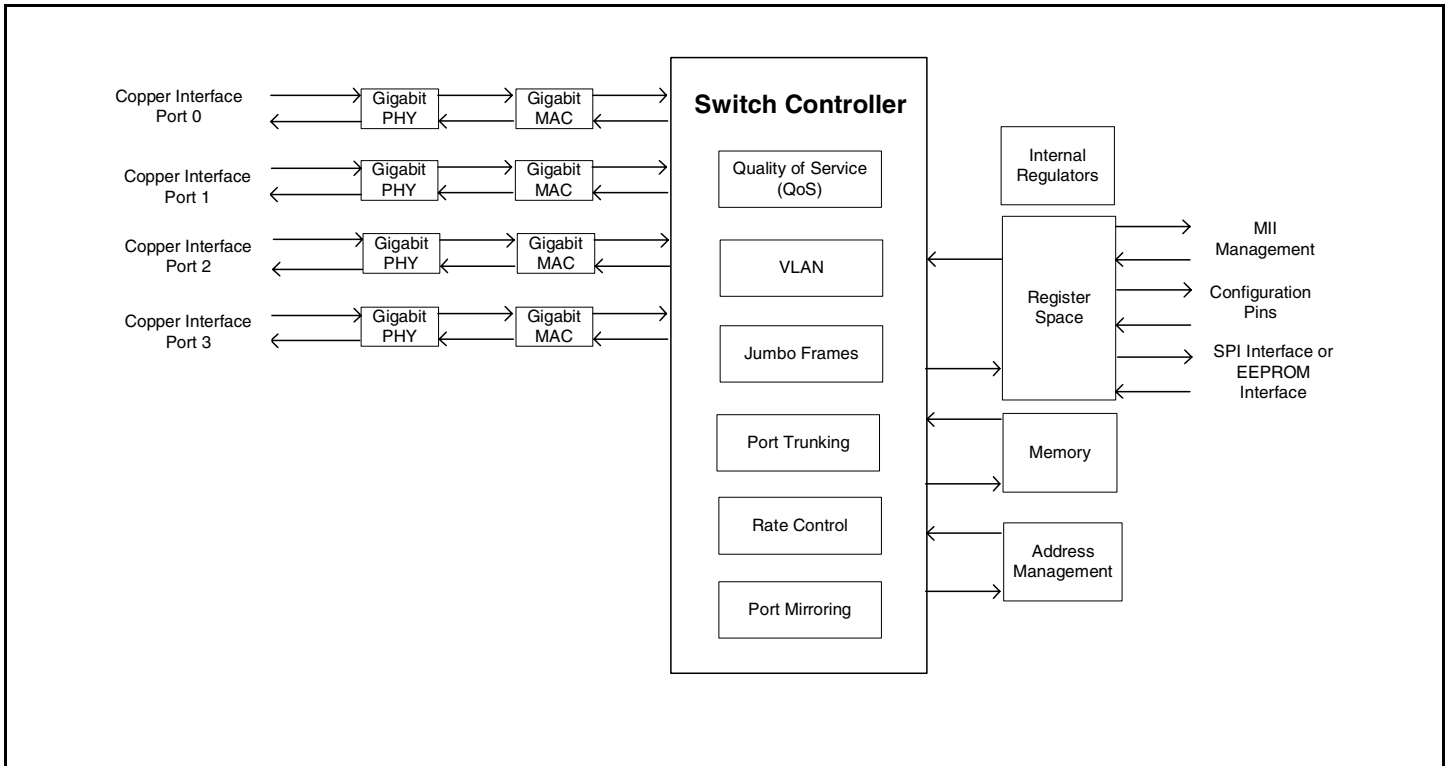 Copper Interface
Port 0
Gigabit
PHY
Gigabit
MAC
Copper Interface
Port 1
Gigabit
PHY
Gigabit
MAC
Copper Interface
Port 2
Gigabit
PHY
Gigabit
MAC
Copper Interface
Port 3
Gigabit
PHY
Gigabit
MAC
Switch Controller
Quality of Service
(QoS)
VLAN
Jumbo Frames
Port Trunking
Rate Control
Port Mirroring
Internal
Regulators
Register
Space
Memory
Address
Management
MII
Management
Configuration
Pins
SPI Interface or
EEPROM
Interface